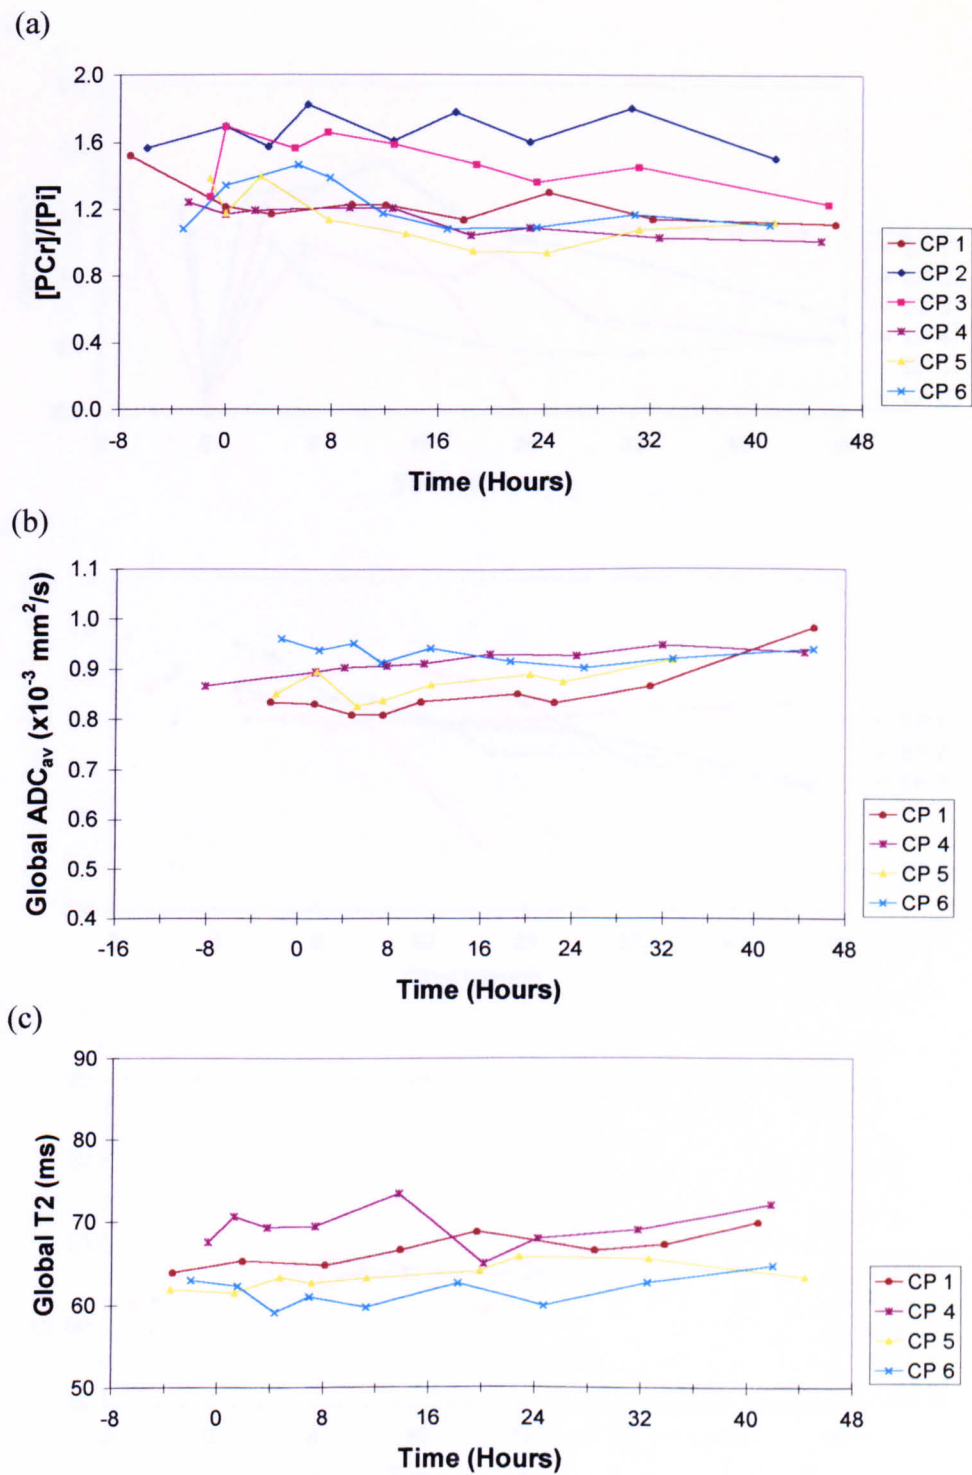 (a)
2.0
1.6
1.2
0.8
0.4
0.0
[PCr]/[Pi]
-8 0 8 16 24 32 40 48
Time (Hours)
CP 1
CP 2
CP 3
CP 4
CP 5
CP 6
(b)
1.1
1.0
0.9
0.8
0.7
0.6
0.5
0.4
Global ADCav (x10-3 mm2/s)
-16 -8 0 8 16 24 32 40 48
Time (Hours)
CP 1
CP 4
CP 5
CP 6
(c)
90
80
70
60
50
Global T2 (ms)
-8 0 8 16 24 32 40 48
Time (Hours)
CP 1
CP 4
CP 5
CP 6